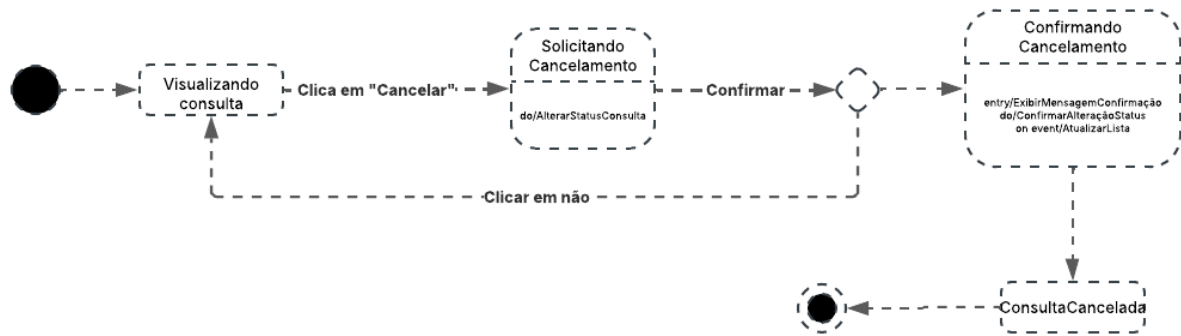 Visualizando
consulta
Clica em "Cancelar"
Solicitando
Cancelamento
do/AlterarStatusConsulta
Confirmar
Confirmando
Cancelamento
entry/ExibirMensagemConfirmação
do/ConfirmarAlteraçãoStatus
on event/AtualizarLista
Clicar em não
ConsultaCancelada